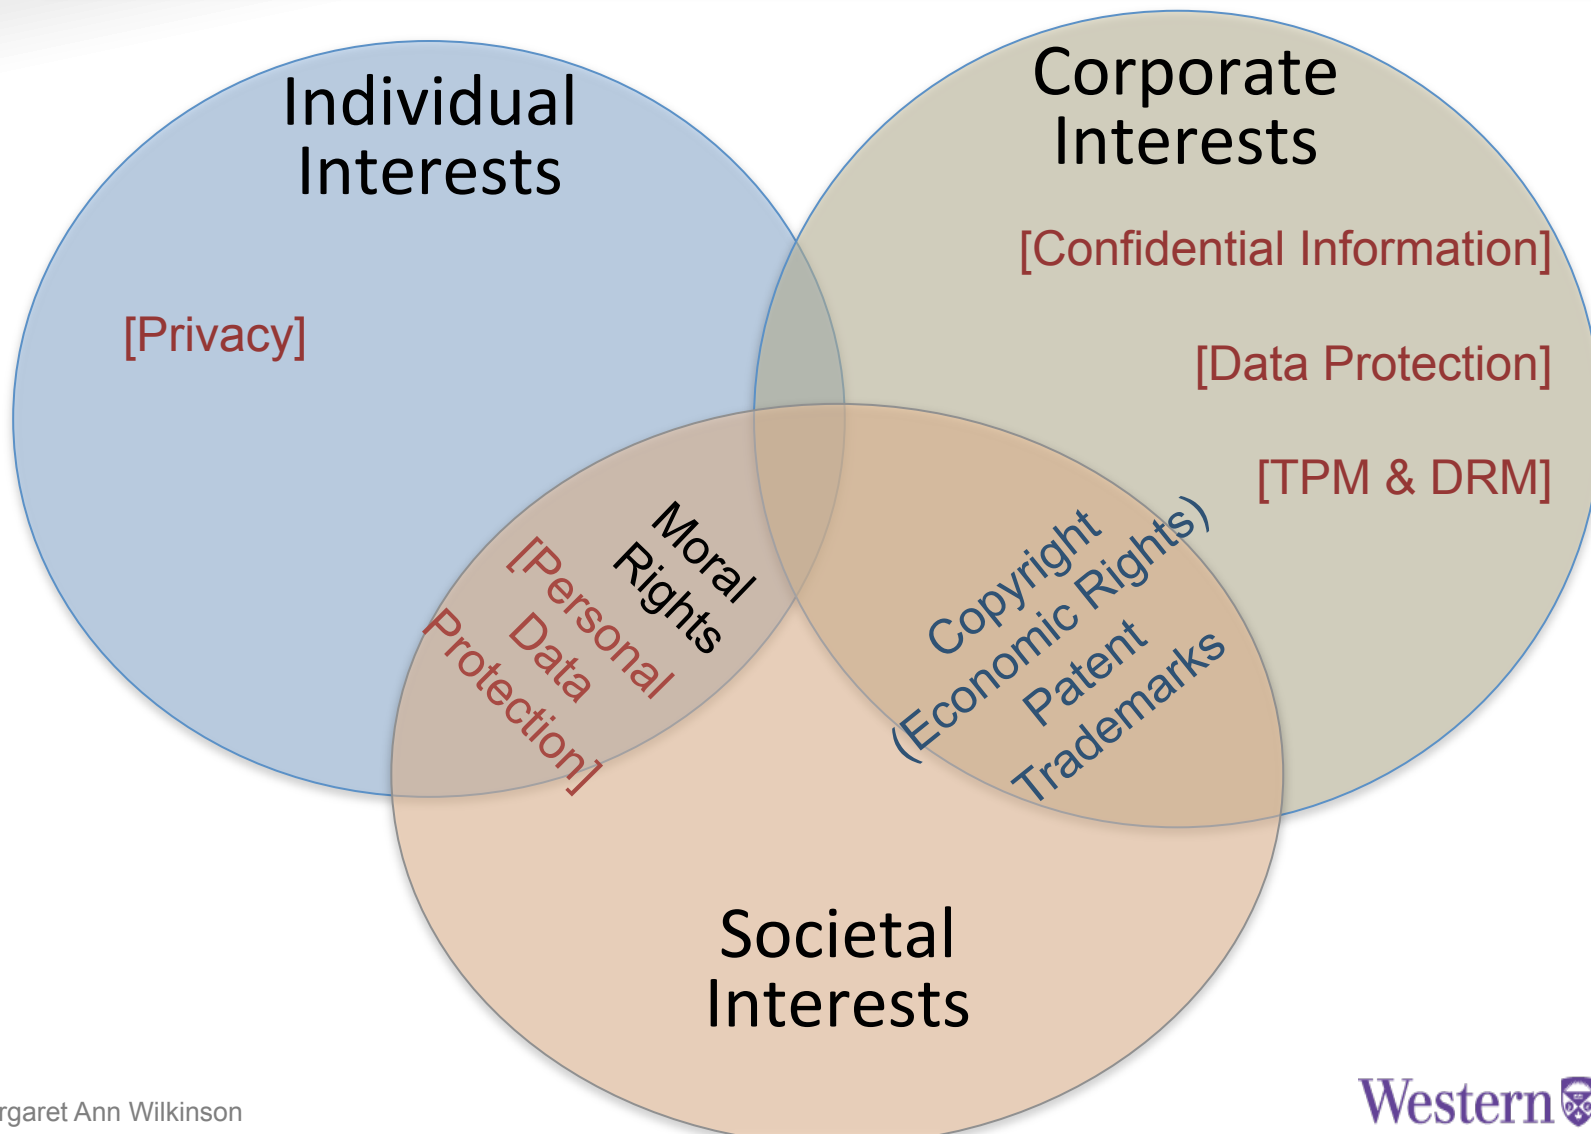 Individual
Interests
Corporate
Interests
[Confidential Information]
[Privacy]
[Data Protection]
[TPM & DRM]
Moral
Rights
[Personal
Data
Protection]
Copyright
(Economic Rights)
Patent
Trademarks
Societal
Interests
rgaret Ann Wilkinson
Western